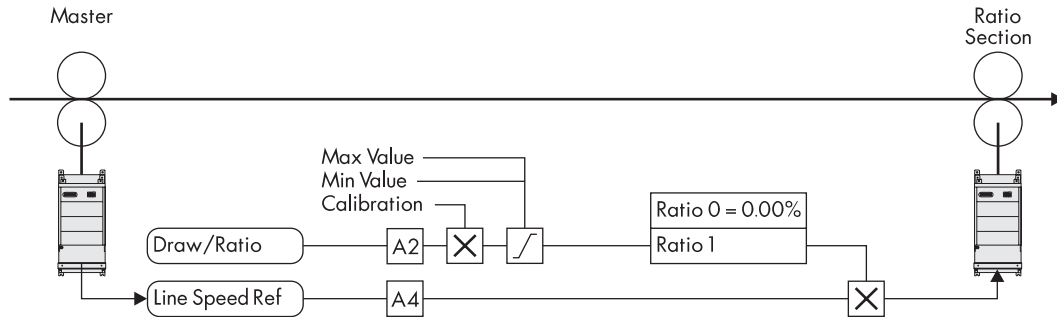 Master
Ratio
Section
Max Value
Min Value
Calibration
Ratio 0 = 0.00%
Draw/Ratio
A2
Ratio 1
Line Speed Ref
A4